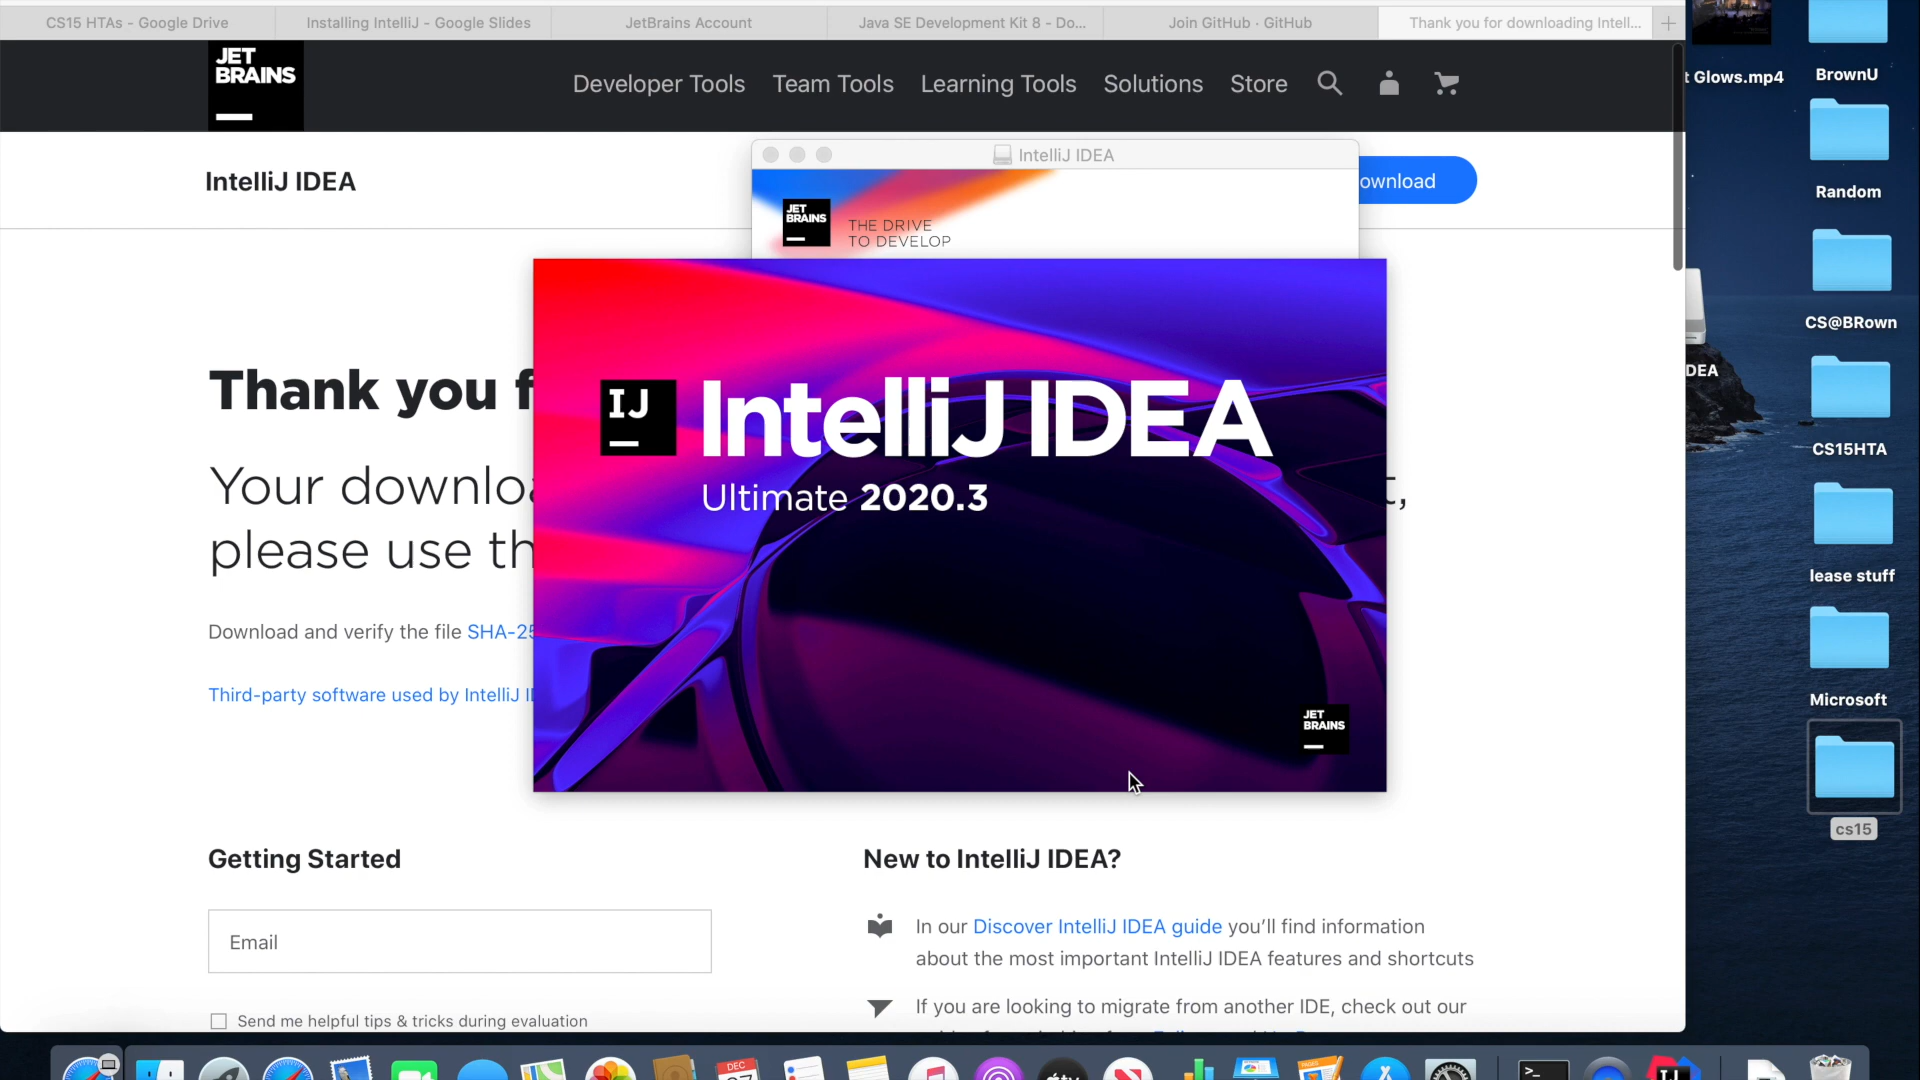 CS15 HTAs - Google Drive
Installing IntelliJ - Google Slides
JetBrains Account
Java SE Development Kit 8 - Do...
Join GitHub · GitHub
Thank you for downloading Intell...
JET
BRAINS
Developer Tools
Team Tools
Learning Tools
Solutions
Store
t Glows.mp4
BrownU
IntelliJ IDEA
IntelliJ IDEA
ownload
JET
BRAINS
THE DRIVE
TO DEVELOP
Random
CS@BRown
DEA
CS15HTA
lease stuff
Microsoft
cs15
IJ
IntelliJ IDEA
Ultimate 2020.3
JET
BRAINS
Thank you f
Your downlo
t,
please use th
Download and verify the file SHA-25
Third-party software used by IntelliJ I
Getting Started
Email
Send me helpful tips & tricks during evaluation
New to IntelliJ IDEA?
In our Discover IntelliJ IDEA guide you'll find information
about the most important IntelliJ IDEA features and shortcuts
If you are looking to migrate from another IDE, check out our
DEC
tv
IJ